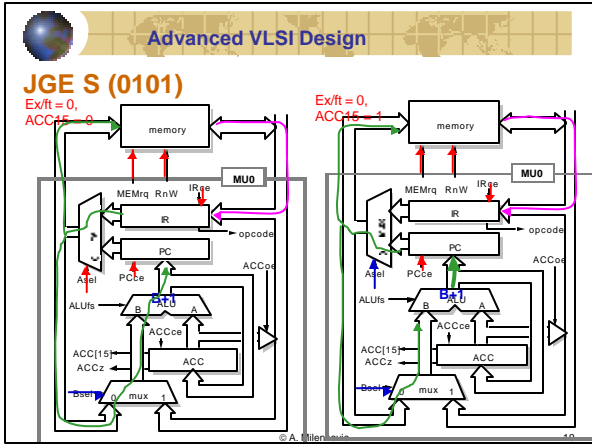 Advanced VLSI Design
JGE S (0101)
Ex/ft = 0,
ACC15 = 0
memory
MU0
MEMrq RnW
IRce
IR
opcode
PC
Asel
PCce
ACCoe
ALUfs
B+1
ALU
B A
ACCce
ACC[15]
ACCz
ACC
Bsel
0 mux 1
Ex/ft = 0,
ACC15 = 1
memory
MU0
MEMrq RnW
IRce
IR
opcode
PC
Asel
PCce
ACCoe
ALUfs
B+1
ALU
B A
ACCce
ACC[15]
ACCz
ACC
Bsel
0 mux 1
© A. Milenkovic